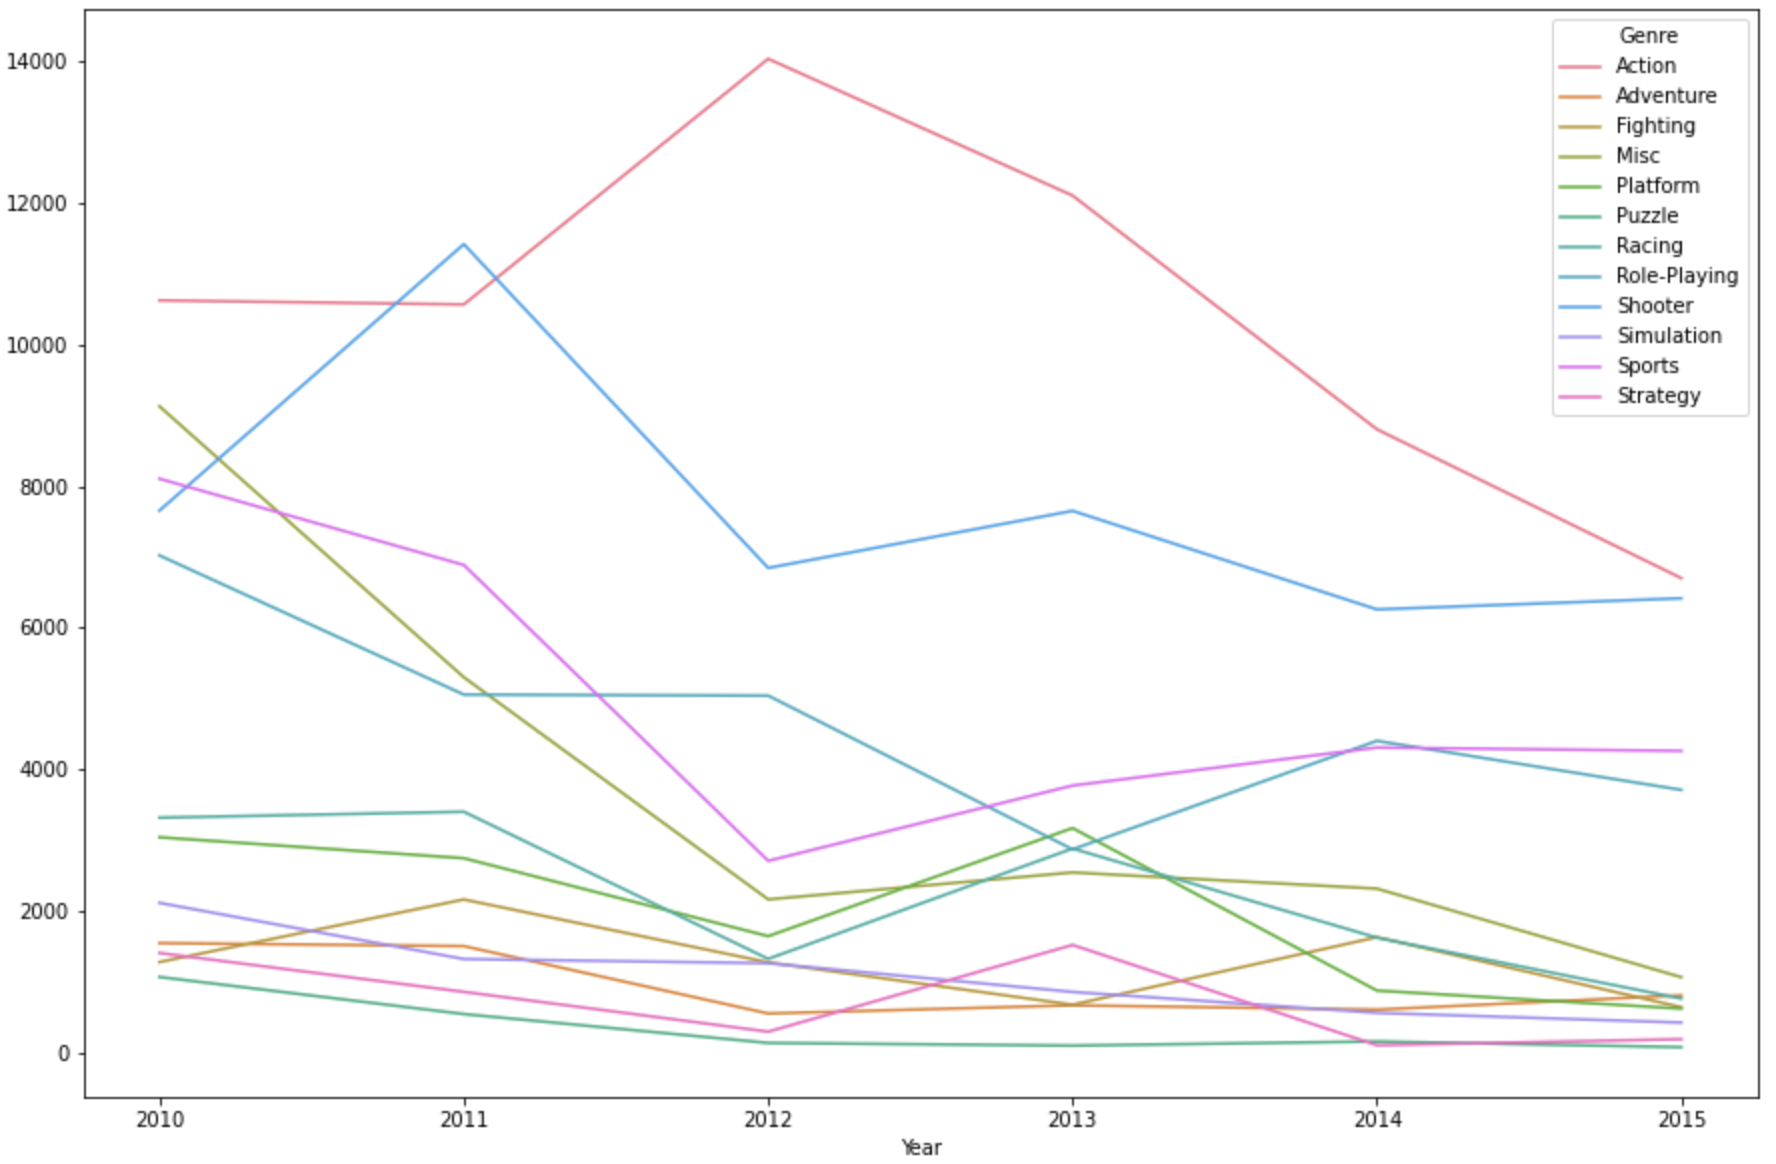 14000
12000
10000
8000
6000
4000
2000
0
2010 2011 2012 2013 2014 2015
Year
Genre
Action
Adventure
Fighting
Misc
Platform
Puzzle
Racing
Role-Playing
Shooter
Simulation
Sports
Strategy